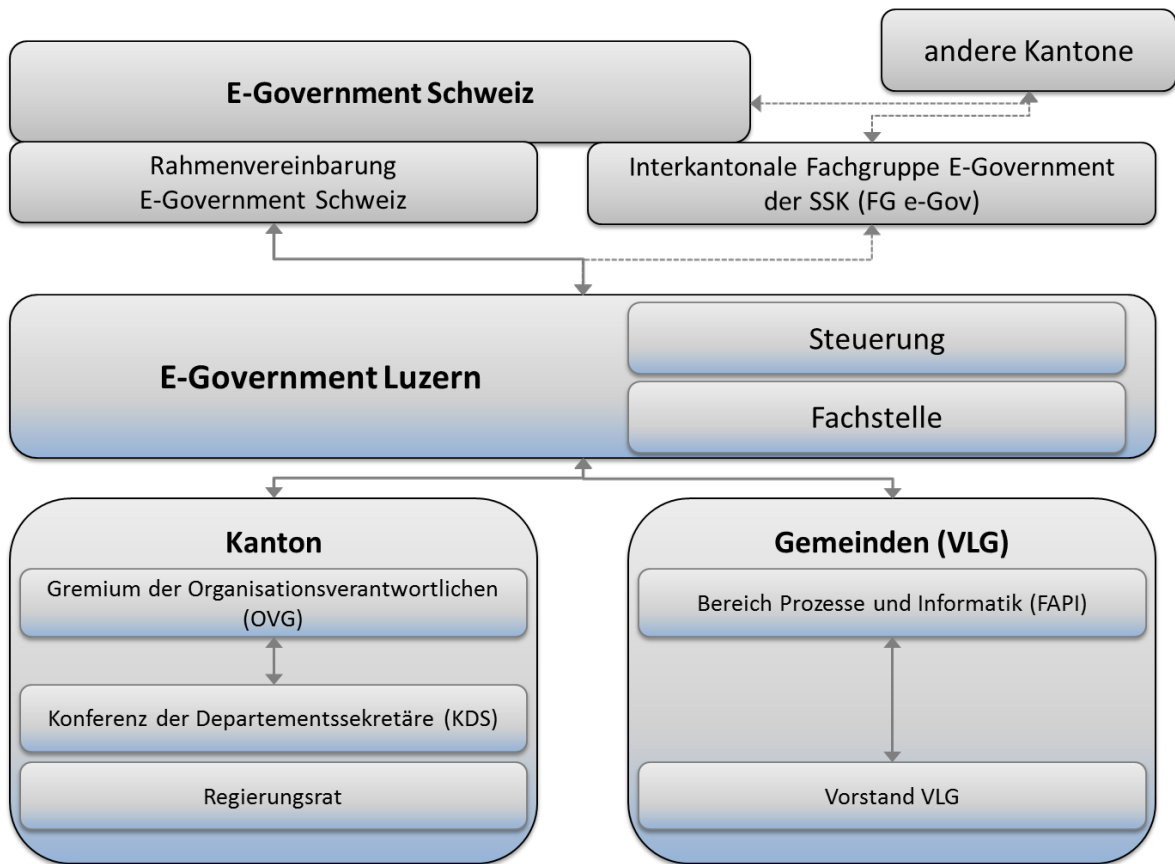 andere Kantone
E-Government Schweiz
Rahmenvereinbarung
E-Government Schweiz
Interkantonale Fachgruppe E-Government
der SSK (FG e-Gov)
E-Government Luzern
Steuerung
Fachstelle
Kanton
Gremium der Organisationsverantwortlichen
(OVG)
Konferenz der Departementssekretäre (KDS)
Regierungsrat
Gemeinden (VLG)
Bereich Prozesse und Informatik (FAPI)
Vorstand VLG